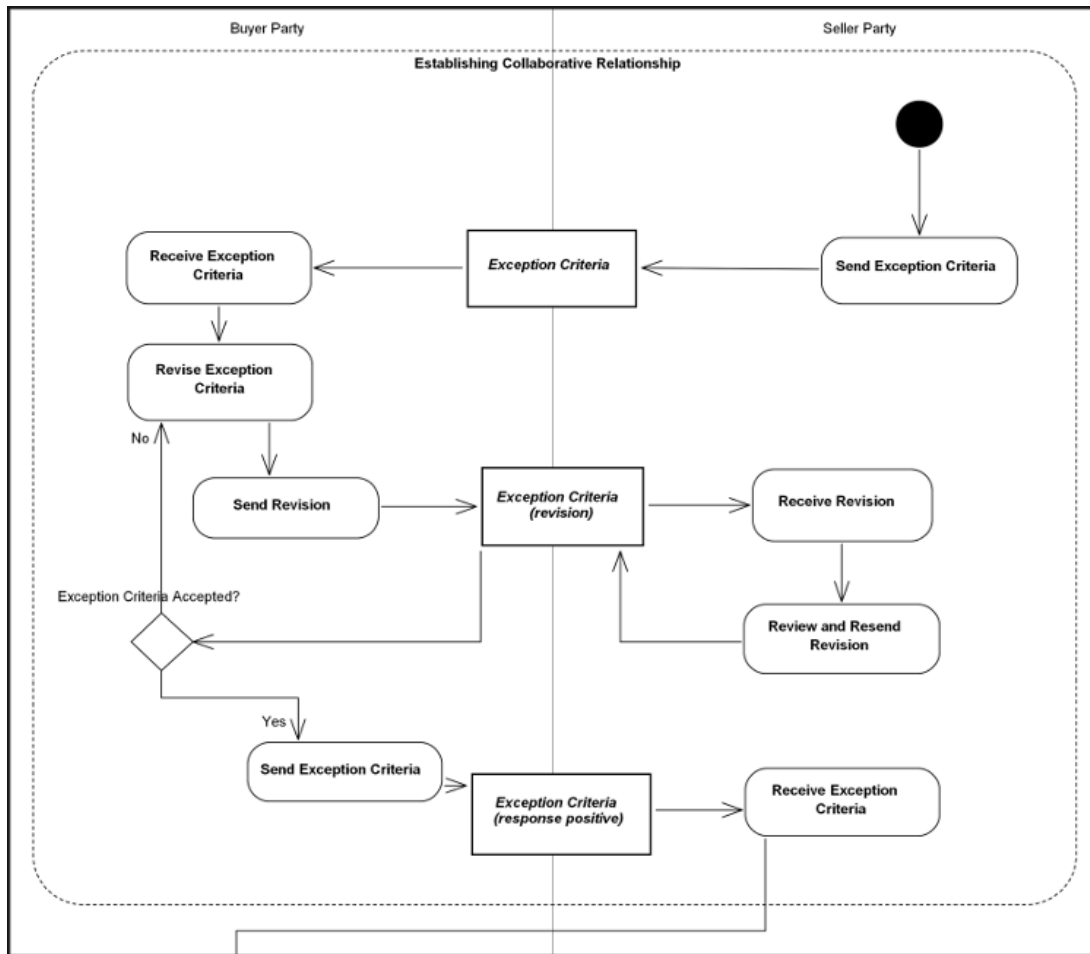 Buyer Party
Seller Party
Establishing Collaborative Relationship
Receive Exception
Criteria
Exception Criteria
Send Exception Criteria
Revise Exception
Criteria
No
Send Revision
Exception Criteria
(revision)
Receive Revision
Exception Criteria Accepted?
Review and Resend
Revision
Yes
Send Exception Criteria
Exception Criteria
(response positive)
Receive Exception
Criteria